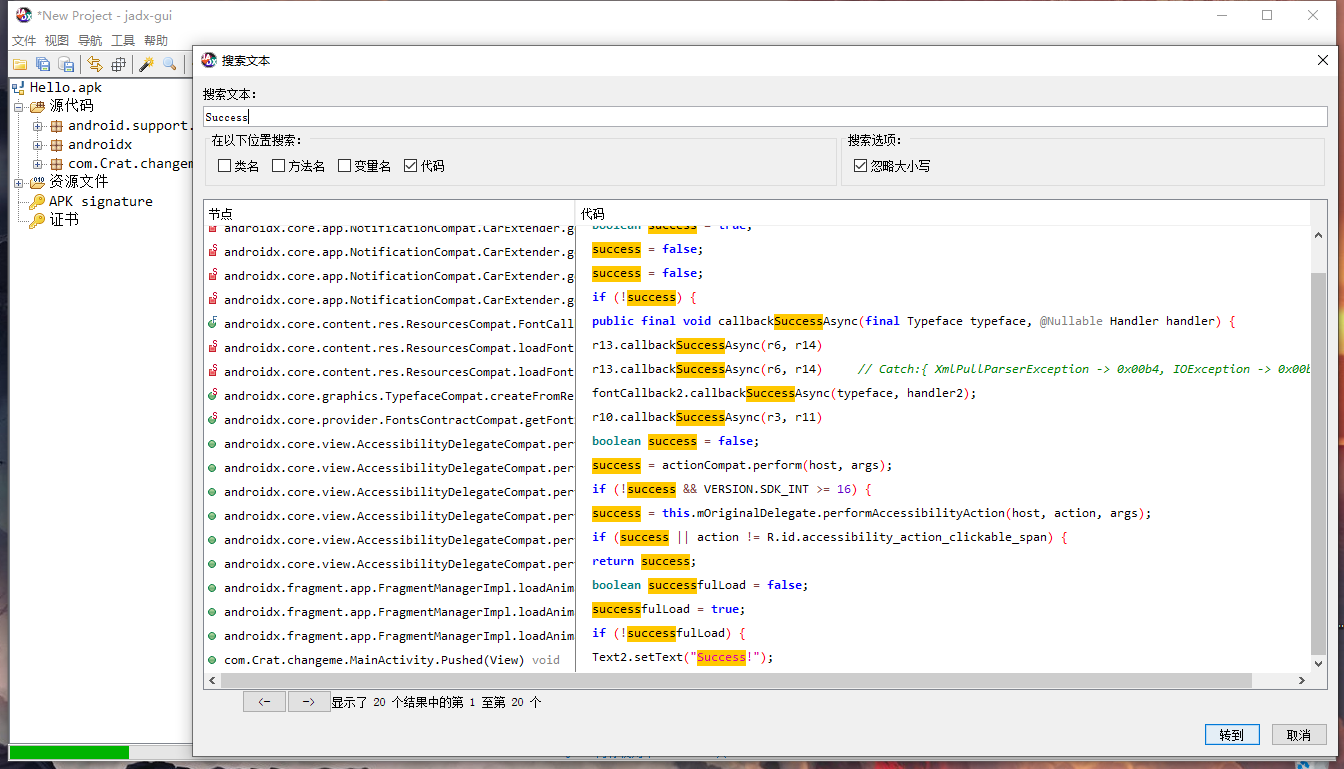 *New Project - jadx-gui
文件 视图 导航 工具 帮助
Hello.apk
源代码
android.support.
androidx
com.Crat.changem
资源文件
APK signature
证书
搜索文本
搜索文本：
Success
在以下位置搜索：
类名 方法名 变量名 代码
搜索选项：
忽略大小写
节点 代码
androidx.core.app.NotificationCompat.CarExtender.g boolean success = true;
androidx.core.app.NotificationCompat.CarExtender.g success = false;
androidx.core.app.NotificationCompat.CarExtender.g success = false;
androidx.core.app.NotificationCompat.CarExtender.g if (!success) {
androidx.core.content.res.ResourcesCompat.FontCall public final void callbackSuccessAsync(final Typeface typeface, @Nullable Handler handler) {
androidx.core.content.res.ResourcesCompat.loadFont r13.callbackSuccessAsync(r6, r14)
androidx.core.content.res.ResourcesCompat.loadFont r13.callbackSuccessAsync(r6, r14) // Catch:{ XmlPullParserException -> 0x00b4, IOException -> 0x00b
androidx.core.graphics.TypefaceCompat.createFromRe fontCallback2.callbackSuccessAsync(typeface, handler2);
androidx.core.provider.FontsContractCompat.getFont r10.callbackSuccessAsync(r3, r11)
androidx.core.view.AccessibilityDelegateCompat.per boolean success = false;
androidx.core.view.AccessibilityDelegateCompat.per success = actionCompat.perform(host, args);
androidx.core.view.AccessibilityDelegateCompat.per if (!success && VERSION.SDK_INT >= 16) {
androidx.core.view.AccessibilityDelegateCompat.per success = this.mOriginalDelegate.performAccessibilityAction(host, action, args);
androidx.core.view.AccessibilityDelegateCompat.per if (success || action != R.id.accessibility_action_clickable_span) {
androidx.core.view.AccessibilityDelegateCompat.per return success;
androidx.fragment.app.FragmentManagerImpl.loadAnim boolean successfulLoad = false;
androidx.fragment.app.FragmentManagerImpl.loadAnim successfulLoad = true;
androidx.fragment.app.FragmentManagerImpl.loadAnim if (!successfulLoad) {
com.Crat.changeme.MainActivity.Pushed(View) void Text2.setText("Success!");
<- -> 显示了 20 个结果中的第 1 至第 20 个
转到 取消